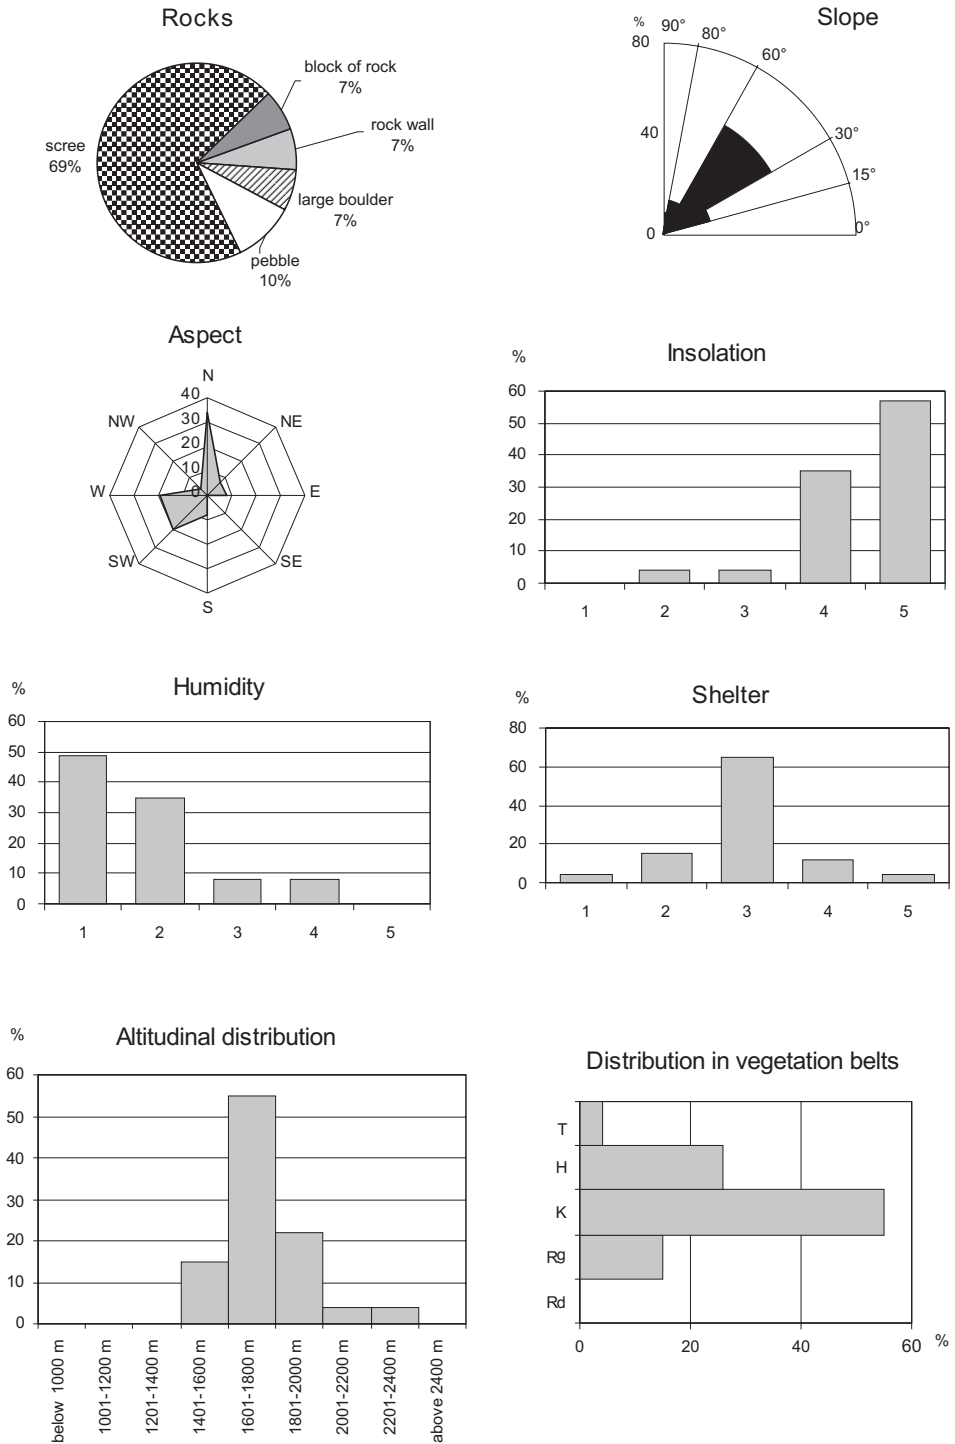 Rocks
block of rock
7%
rock wall
7%
scree
69%
large boulder
7%
pebble
10%
Slope
%
90°
80°
80
60°
40
30°
15°
0
0°
Aspect
N
40
NW
30
NE
20
10
W
0
E
SW
SE
S
Insolation
%
60
50
40
30
20
10
0
1 2 3 4 5
Humidity
%
60
50
40
30
20
10
0
1 2 3 4 5
Shelter
%
80
60
40
20
0
1 2 3 4 5
Altitudinal distribution
%
60
50
40
30
20
10
0
below 1000 m
1001-1200 m
1201-1400 m
1401-1600 m
1601-1800 m
1801-2000 m
2001-2200 m
2201-2400 m
above 2400 m
Distribution in vegetation belts
T
H
K
Rg
Rd
0 20 40 60 %